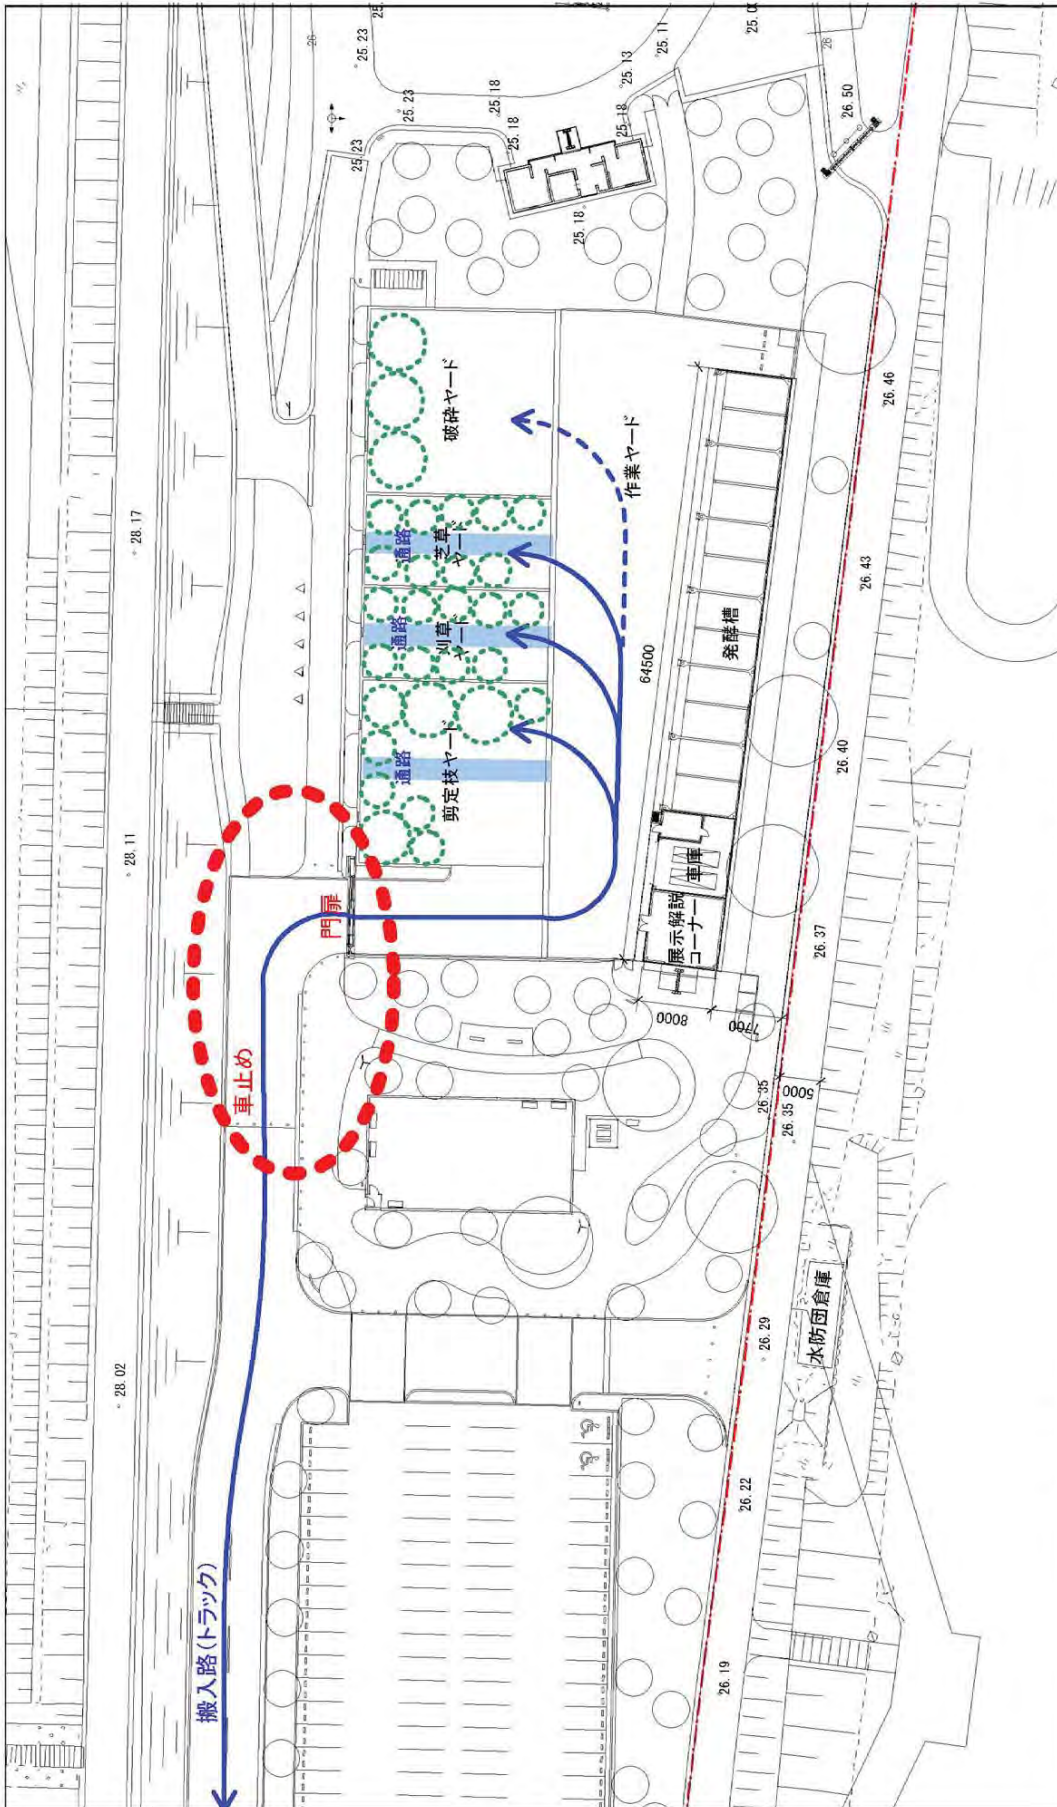 搬入路(トラック)
車止め
門扉
剪定枝ヤード
通路
刈草
ヤード
通路
芝草
ヤード
通路
破砕ヤード
作業ヤード
発酵槽
車庫
展示解説
コーナー
水防団倉庫
64500
8000
7700
5000
28.02
28.11
28.17
25.23
25.23
25.23
25.18
25.18
25.18
25.18
25.13
25.11
26.50
26.46
26.43
26.40
26.37
26.35
26.35
26.29
26.22
26.19
26
26